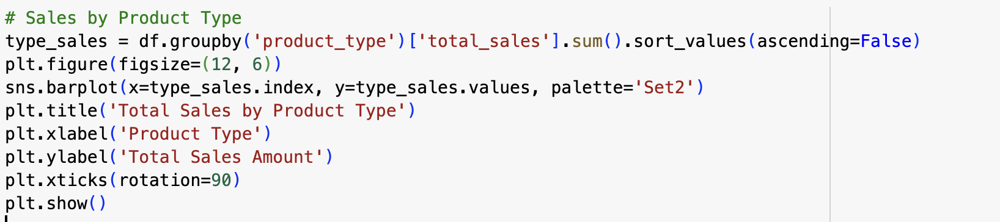 # Sales by Product Type
type_sales = df.groupby('product_type')['total_sales'].sum().sort_values(ascending=False)
plt.figure(figsize=(12, 6))
sns.barplot(x=type_sales.index, y=type_sales.values, palette='Set2')
plt.title('Total Sales by Product Type')
plt.xlabel('Product Type')
plt.ylabel('Total Sales Amount')
plt.xticks(rotation=90)
plt.show()